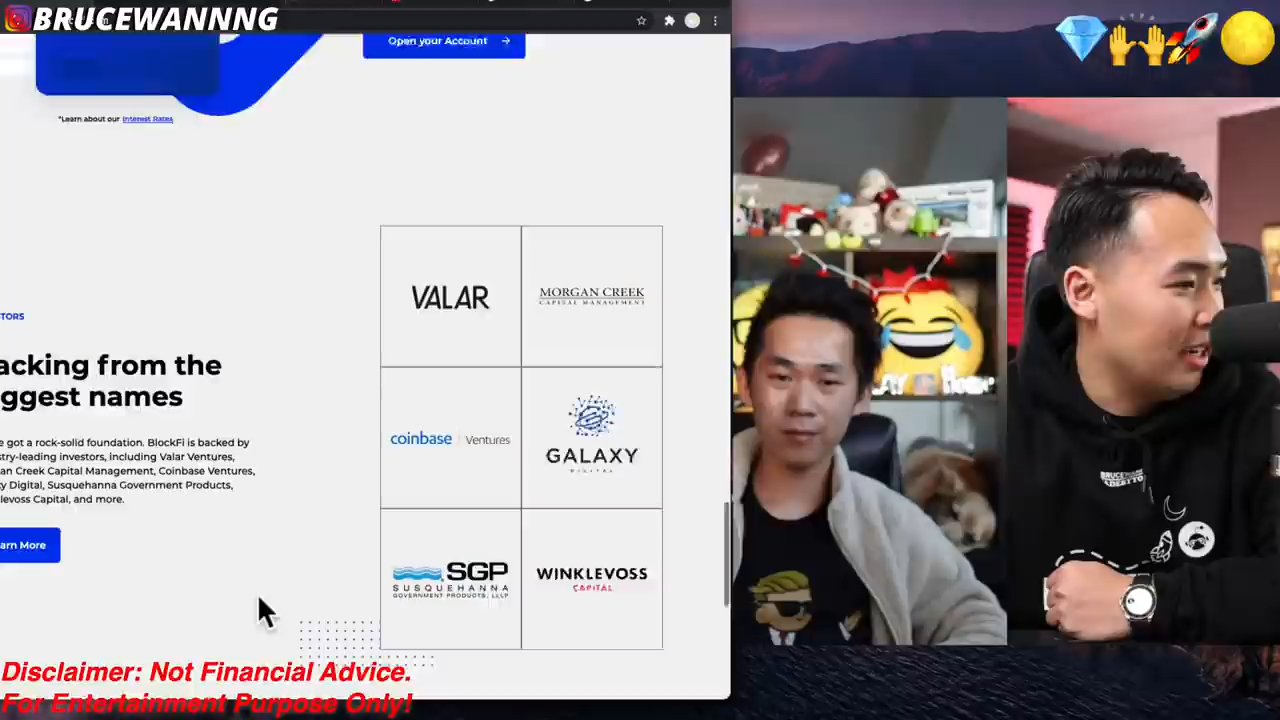 BRUCEWANNNG
Open your Account →
*Learn about our Interest Rates
VALAR
MORGAN CREEK
CAPITAL MANAGEMENT
TORS
acking from the
ggest names
e got a rock-solid foundation. BlockFi is backed by
stry-leading investors, including Valar Ventures,
an Creek Capital Management, Coinbase Ventures,
y Digital, Susquehanna Government Products,
levoss Capital, and more.
arn More
coinbase | Ventures
GALAXY
DIGITAL
SGP
SUSQUEHANNA
GOVERNMENT PRODUCTS, LLLP
WINKLEVOSS
CAPITAL
Disclaimer: Not Financial Advice.
For Entertainment Purpose Only!